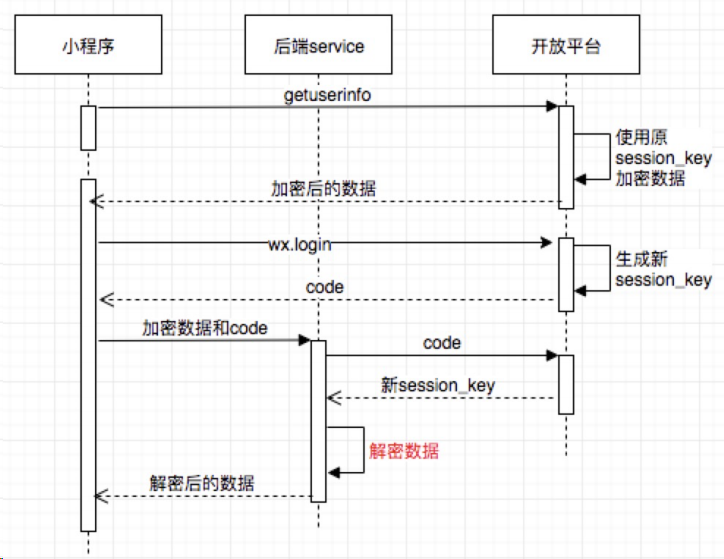 小程序
后端service
开放平台
getuserinfo
使用原
session_key
加密数据
加密后的数据
wx.login
生成新
session_key
code
加密数据和code
code
新session_key
解密数据
解密后的数据